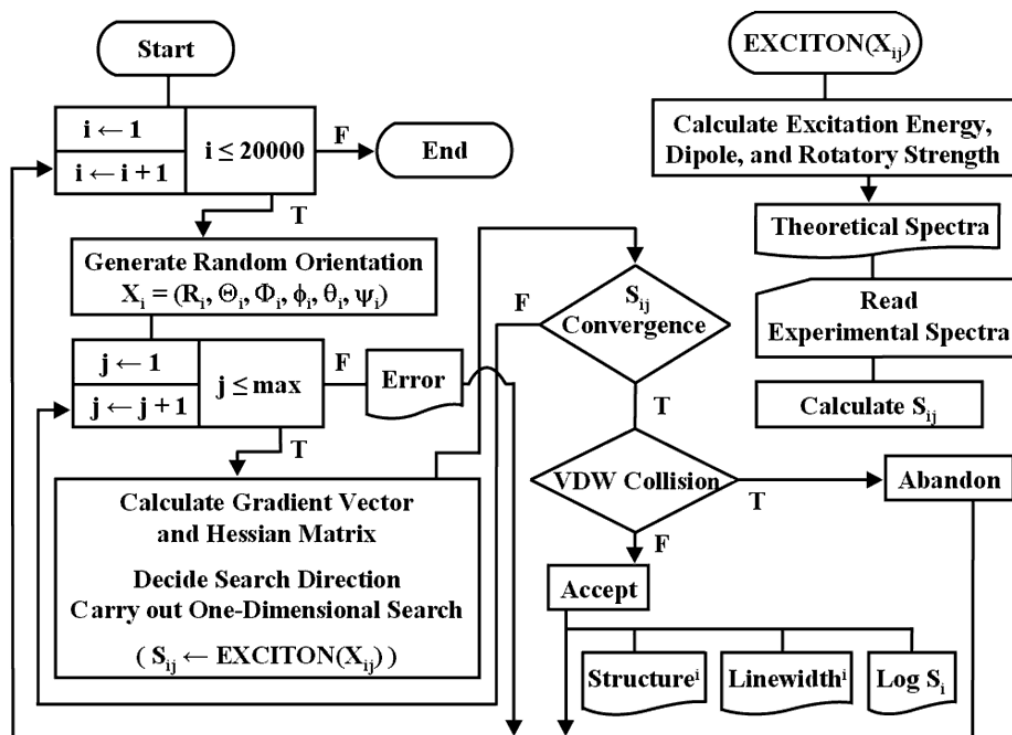 Start
i ← 1
i ← i + 1
i ≤ 20000
F
End
T
Generate Random Orientation
Xᵢ = (Rᵢ, Θᵢ, Φᵢ, ϕᵢ, θᵢ, ψᵢ)
j ← 1
j ← j + 1
j ≤ max
F
Error
T
Calculate Gradient Vector
and Hessian Matrix
Decide Search Direction
Carry out One-Dimensional Search
( Sᵢⱼ ← EXCITON(Xᵢⱼ) )
F
Sᵢⱼ
Convergence
T
VDW Collision
T
Abandon
F
Accept
Structureⁱ
Linewidthⁱ
Log Sᵢ
EXCITON(Xᵢⱼ)
Calculate Excitation Energy,
Dipole, and Rotatory Strength
Theoretical Spectra
Read
Experimental Spectra
Calculate Sᵢⱼ